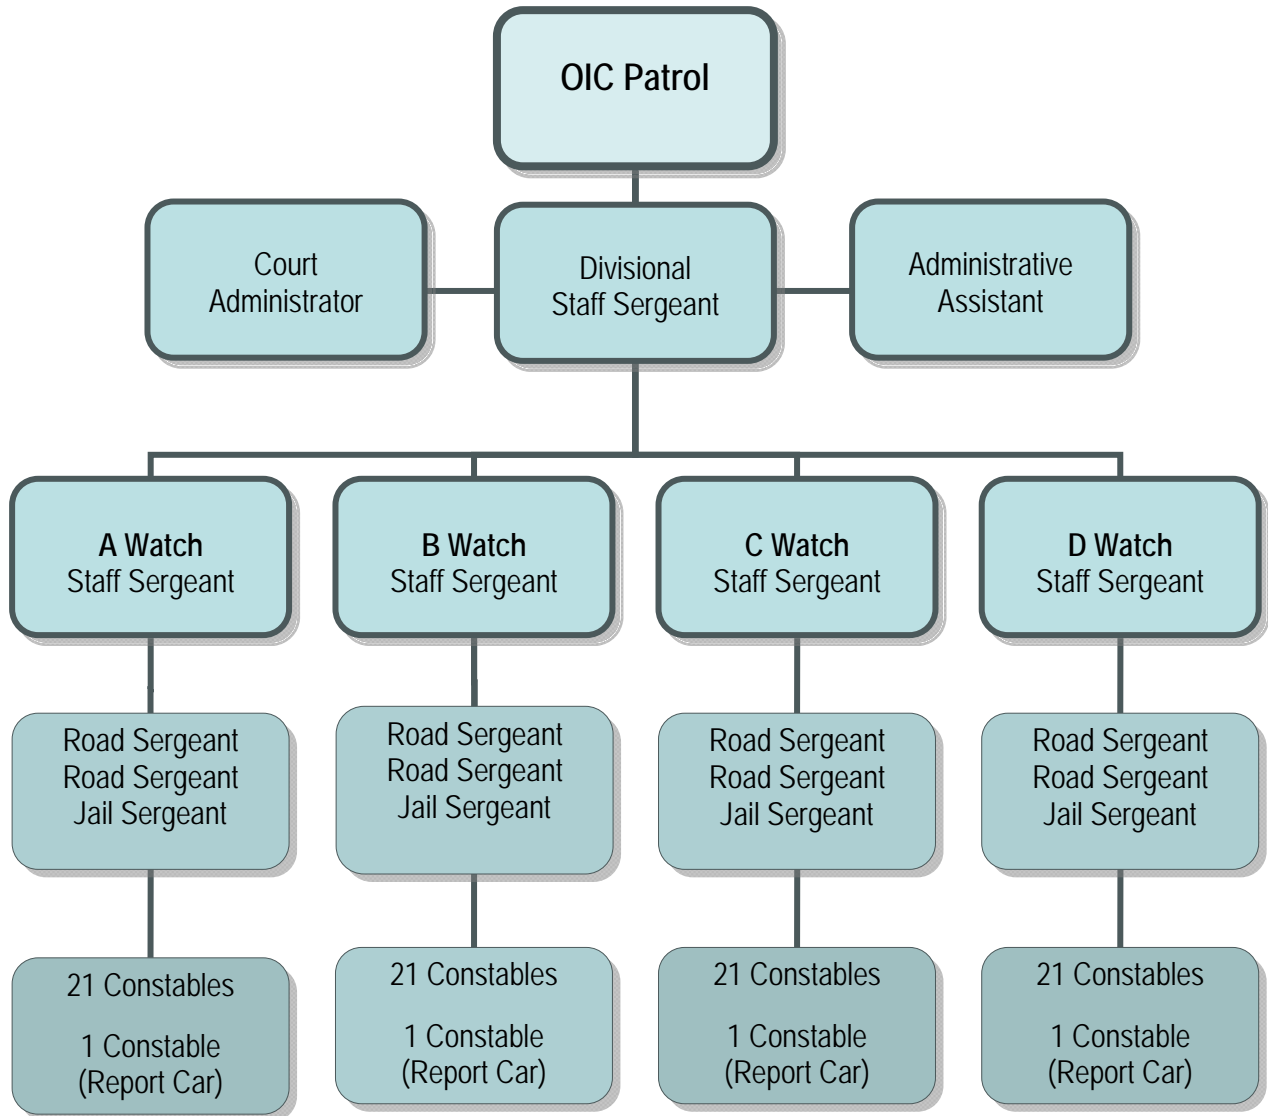 OIC Patrol
Court
Administrator
Divisional
Staff Sergeant
Administrative
Assistant
A Watch
Staff Sergeant
B Watch
Staff Sergeant
C Watch
Staff Sergeant
D Watch
Staff Sergeant
Road Sergeant
Road Sergeant
Jail Sergeant
Road Sergeant
Road Sergeant
Jail Sergeant
Road Sergeant
Road Sergeant
Jail Sergeant
Road Sergeant
Road Sergeant
Jail Sergeant
21 Constables
1 Constable
(Report Car)
21 Constables
1 Constable
(Report Car)
21 Constables
1 Constable
(Report Car)
21 Constables
1 Constable
(Report Car)